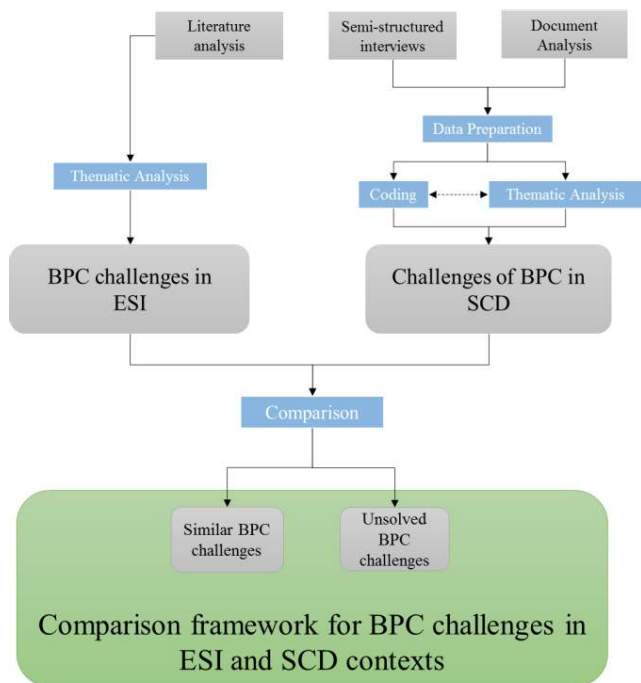 Literature
analysis
Semi-structured
interviews
Document
Analysis
Data Preparation
Thematic Analysis
Coding
Thematic Analysis
BPC challenges in
ESI
Challenges of BPC in
SCD
Comparison
Similar BPC
challenges
Unsolved
BPC
challenges
Comparison framework for BPC challenges in
ESI and SCD contexts